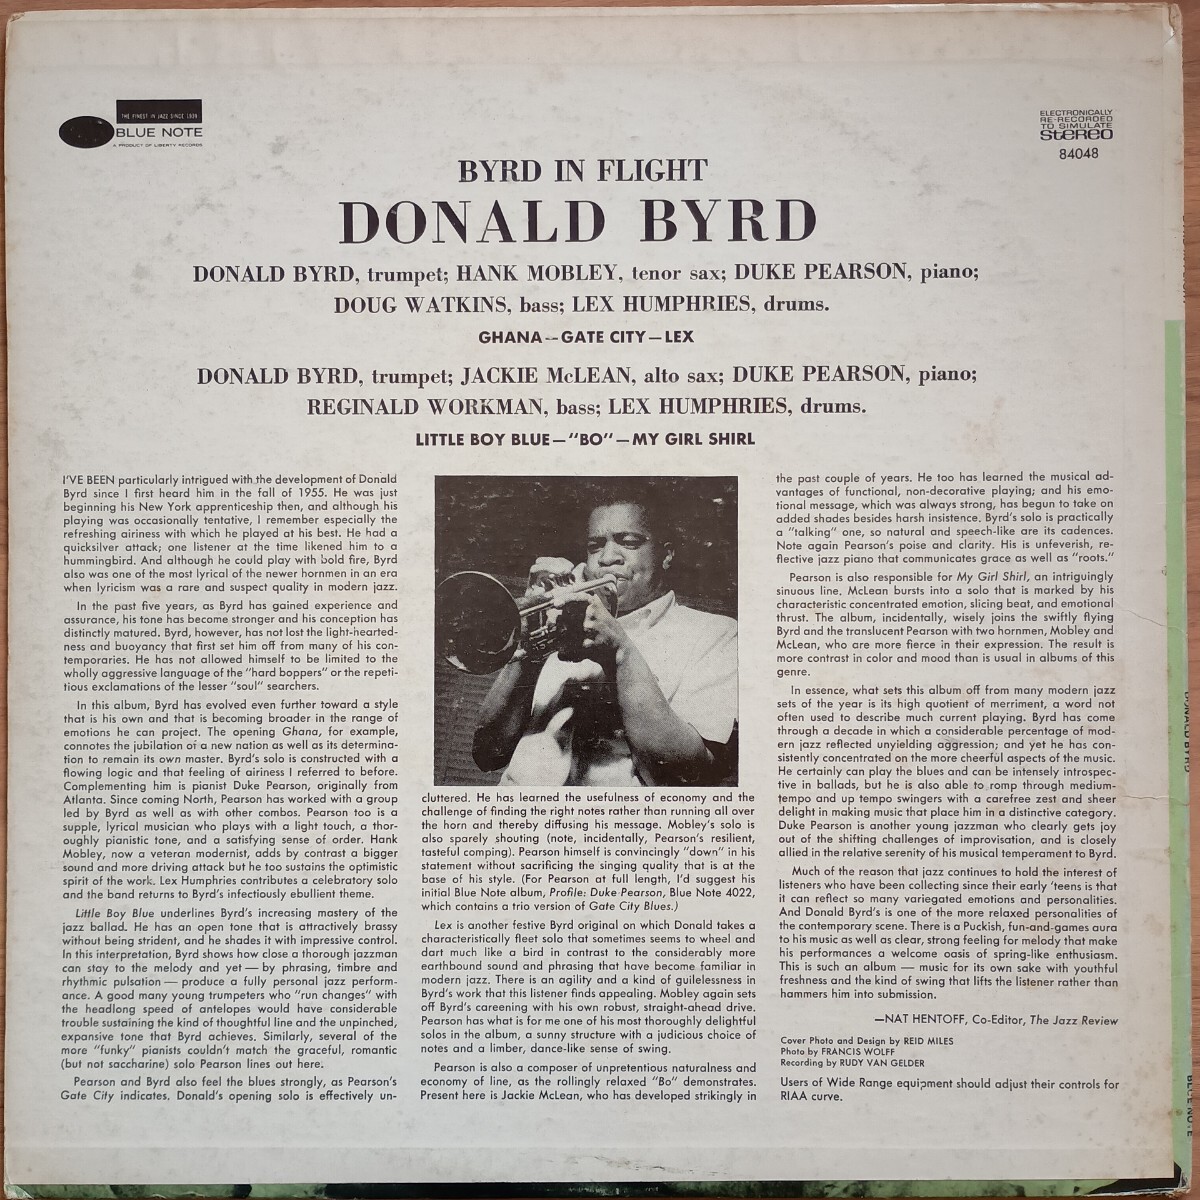 THE FINEST IN JAZZ SINCE 1939
BLUE NOTE
A PRODUCT OF LIBERTY RECORDS
ELECTRONICALLY
RE-RECORDED
TO SIMULATE
stereo
84048
BYRD IN FLIGHT
DONALD BYRD
DONALD BYRD, trumpet; HANK MOBLEY, tenor sax; DUKE PEARSON, piano;
DOUG WATKINS, bass; LEX HUMPHRIES, drums.
GHANA--GATE CITY—LEX
DONALD BYRD, trumpet; JACKIE McLEAN, alto sax; DUKE PEARSON, piano;
REGINALD WORKMAN, bass; LEX HUMPHRIES, drums.
LITTLE BOY BLUE—"BO"—MY GIRL SHIRL
I'VE BEEN particularly intrigued with the development of Donald
Byrd since I first heard him in the fall of 1955. He was just
beginning his New York apprenticeship then, and although his
playing was occasionally tentative, I remember especially the
refreshing airiness with which he played at his best. He had a
quicksilver attack; one listener at the time likened him to a
hummingbird. And although he could play with bold fire, Byrd
also was one of the most lyrical of the newer hornmen in an era
when lyricism was a rare and suspect quality in modern jazz.
In the past five years, as Byrd has gained experience and
assurance, his tone has become stronger and his conception has
distinctly matured. Byrd, however, has not lost the light-hearted-
ness and buoyancy that first set him off from many of his con-
temporaries. He has not allowed himself to be limited to the
wholly aggressive language of the "hard boppers" or the repeti-
tious exclamations of the lesser "soul" searchers.
In this album, Byrd has evolved even further toward a style
that is his own and that is becoming broader in the range of
emotions he can project. The opening Ghana, for example,
connotes the jubilation of a new nation as well as its determina-
tion to remain its own master. Byrd's solo is constructed with a
flowing logic and that feeling of airiness I referred to before.
Complementing him is pianist Duke Pearson, originally from
Atlanta. Since coming North, Pearson has worked with a group
led by Byrd as well as with other combos. Pearson too is a
supple, lyrical musician who plays with a light touch, a thor-
oughly pianistic tone, and a satisfying sense of order. Hank
Mobley, now a veteran modernist, adds by contrast a bigger
sound and more driving attack but he too sustains the optimistic
spirit of the work. Lex Humphries contributes a celebratory solo
and the band returns to Byrd's infectiously ebullient theme.
Little Boy Blue underlines Byrd's increasing mastery of the
jazz ballad. He has an open tone that is attractively brassy
without being strident, and he shades it with impressive control.
In this interpretation, Byrd shows how close a thorough jazzman
can stay to the melody and yet — by phrasing, timbre and
rhythmic pulsation — produce a fully personal jazz perform-
ance. A good many young trumpeters who "run changes" with
the headlong speed of antelopes would have considerable
trouble sustaining the kind of thoughtful line and the unpinched,
expansive tone that Byrd achieves. Similarly, several of the
more "funky" pianists couldn't match the graceful, romantic
(but not saccharine) solo Pearson lines out here.
Pearson and Byrd also feel the blues strongly, as Pearson's
Gate City indicates. Donald's opening solo is effectively un-
cluttered. He has learned the usefulness of economy and the
challenge of finding the right notes rather than running all over
the horn and thereby diffusing his message. Mobley's solo is
also sparely shouting (note, incidentally, Pearson's resilient,
tasteful comping). Pearson himself is convincingly "down" in his
statement without sacrificing the singing quality that is at the
base of his style. (For Pearson at full length, I'd suggest his
initial Blue Note album, Profile: Duke Pearson, Blue Note 4022,
which contains a trio version of Gate City Blues.)
Lex is another festive Byrd original on which Donald takes a
characteristically fleet solo that sometimes seems to wheel and
dart much like a bird in contrast to the considerably more
earthbound sound and phrasing that have become familiar in
modern jazz. There is an agility and a kind of guilelessness in
Byrd's work that this listener finds appealing. Mobley again sets
off Byrd's careening with his own robust, straight-ahead drive.
Pearson has what is for me one of his most thoroughly delightful
solos in the album, a sunny structure with a judicious choice of
notes and a limber, dance-like sense of swing.
Pearson is also a composer of unpretentious naturalness and
economy of line, as the rollingly relaxed "Bo" demonstrates.
Present here is Jackie McLean, who has developed strikingly in
the past couple of years. He too has learned the musical ad-
vantages of functional, non-decorative playing; and his emo-
tional message, which was always strong, has begun to take on
added shades besides harsh insistence. Byrd's solo is practically
a "talking" one, so natural and speech-like are its cadences.
Note again Pearson's poise and clarity. His is unfeverish, re-
flective jazz piano that communicates grace as well as "roots."
Pearson is also responsible for My Girl Shirl, an intriguingly
sinuous line. McLean bursts into a solo that is marked by his
characteristic concentrated emotion, slicing beat, and emotional
thrust. The album, incidentally, wisely joins the swiftly flying
Byrd and the translucent Pearson with two hornmen, Mobley and
McLean, who are more fierce in their expression. The result is
more contrast in color and mood than is usual in albums of this
genre.
In essence, what sets this album off from many modern jazz
sets of the year is its high quotient of merriment, a word not
often used to describe much current playing. Byrd has come
through a decade in which a considerable percentage of mod-
ern jazz reflected unyielding aggression; and yet he has con-
sistently concentrated on the more cheerful aspects of the music.
He certainly can play the blues and can be intensely introspec-
tive in ballads, but he is also able to romp through medium-
tempo and up tempo swingers with a carefree zest and sheer
delight in making music that place him in a distinctive category.
Duke Pearson is another young jazzman who clearly gets joy
out of the shifting challenges of improvisation, and is closely
allied in the relative serenity of his musical temperament to Byrd.
Much of the reason that jazz continues to hold the interest of
listeners who have been collecting since their early 'teens is that
it can reflect so many variegated emotions and personalities.
And Donald Byrd's is one of the more relaxed personalities of
the contemporary scene. There is a Puckish, fun-and-games aura
to his music as well as clear, strong feeling for melody that make
his performances a welcome oasis of spring-like enthusiasm.
This is such an album — music for its own sake with youthful
freshness and the kind of swing that lifts the listener rather than
hammers him into submission.
—NAT HENTOFF, Co-Editor, The Jazz Review
Cover Photo and Design by REID MILES
Photo by FRANCIS WOLFF
Recording by RUDY VAN GELDER
Users of Wide Range equipment should adjust their controls for
RIAA curve.
DONALD BYRD
BLUE NOTE